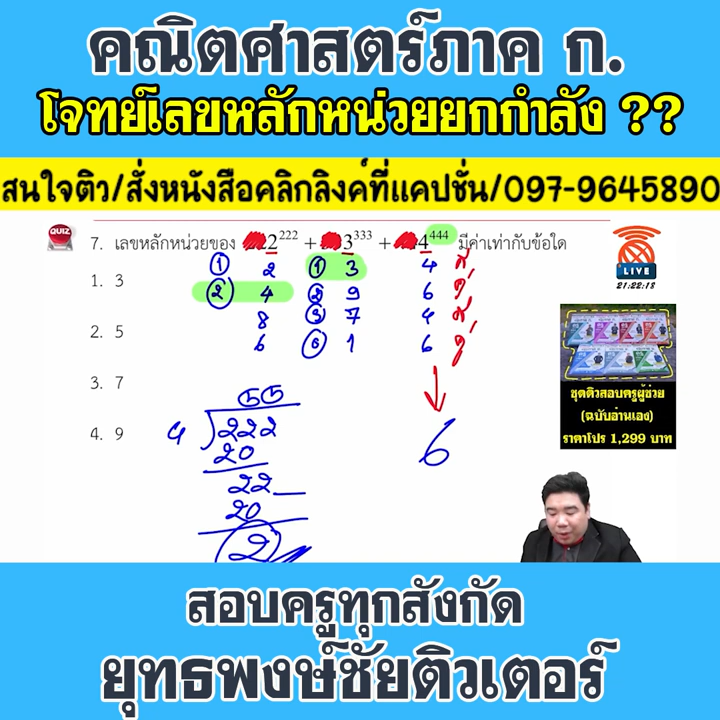 คณิตศาสตร์ภาค ก.
โจทย์เลขหลักหน่วยยกกำลัง ??
สนใจติว/สั่งหนังสือคลิกลิงค์ที่แคปชั่น/097-9645890
QUIZ
7. เลขหลักหน่วยของ 2²²² + 3³³³ + 4⁴⁴⁴ มีค่าเท่ากับข้อใด
① 2 ① 3 4 คี่
1. 3
② 4 ② 9 6 คู่
8 ③ 7 4 คี่
2. 5
6 ⓪ 1 6 คู่
3. 7
55
4. 9
4 222
20
22
20
2
6
LIVE
21:22:18
ชุดติวสอบครูผู้ช่วย
(ฉบับอ่านเอง)
ราคาโปร 1,299 บาท
สอบครูทุกสังกัด
ยุทธพงษ์ชัยติวเตอร์